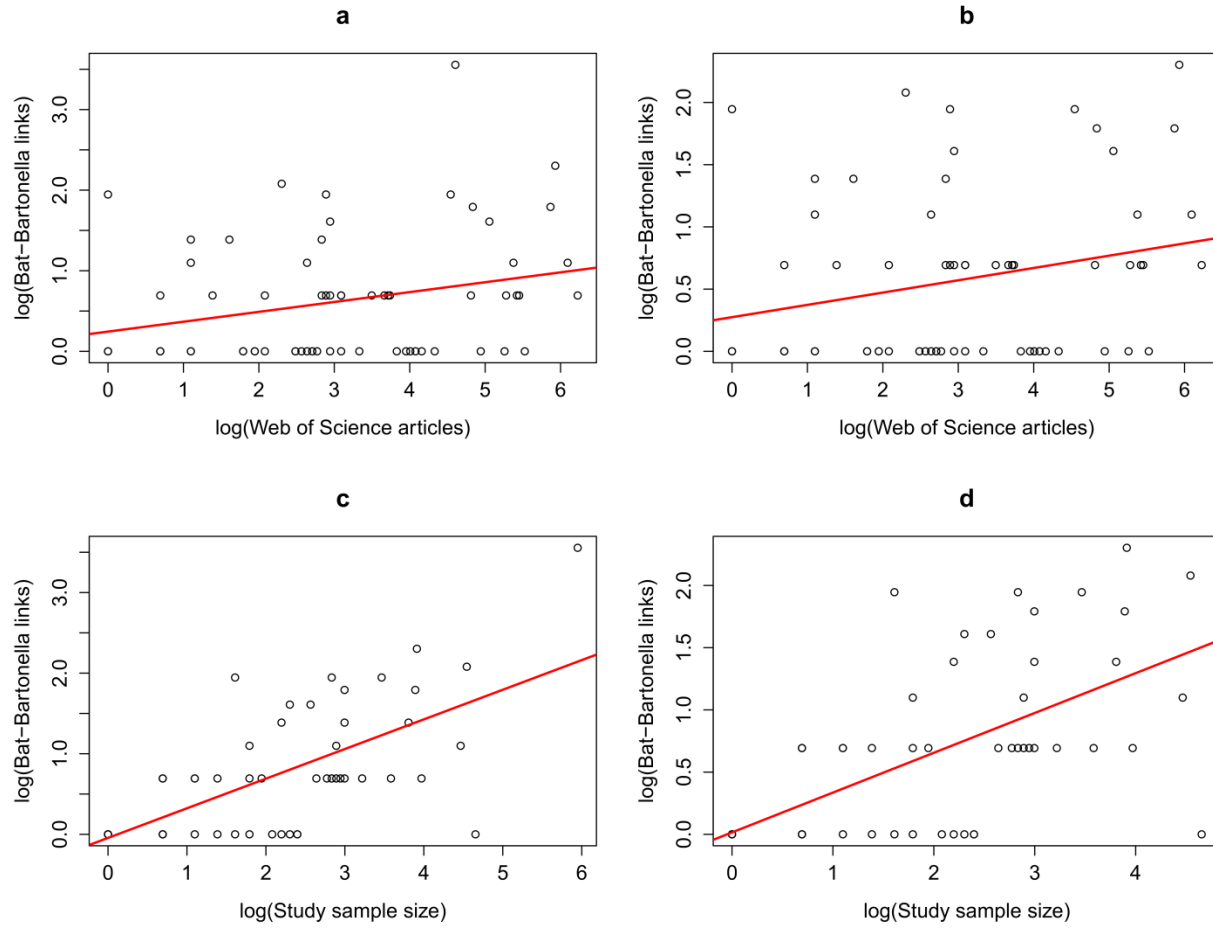 a
log(Bat−Bartonella links)
0.0 1.0 2.0 3.0
0 1 2 3 4 5 6
log(Web of Science articles)
b
log(Bat−Bartonella links)
0.0 0.5 1.0 1.5 2.0
0 1 2 3 4 5 6
log(Web of Science articles)
c
log(Bat−Bartonella links)
0.0 1.0 2.0 3.0
0 1 2 3 4 5 6
log(Study sample size)
d
log(Bat−Bartonella links)
0.0 0.5 1.0 1.5 2.0
0 1 2 3 4
log(Study sample size)